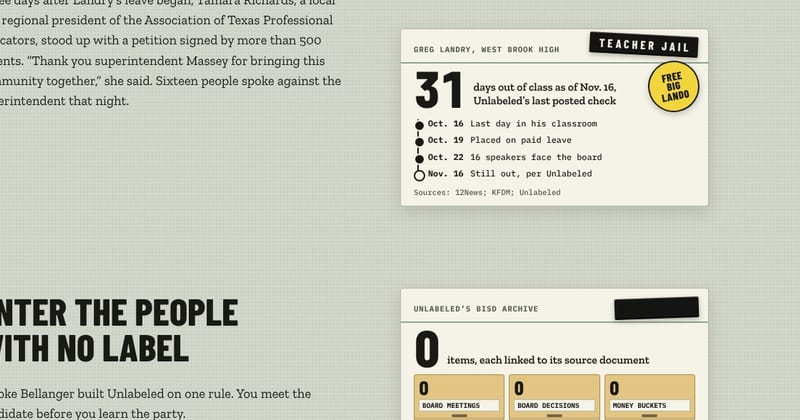 ee days after Landry's leave began, Tamara Richards, a local
regional president of the Association of Texas Professional
cators, stood up with a petition signed by more than 500
ents. "Thank you superintendent Massey for bringing this
mmunity together," she said. Sixteen people spoke against the
erintendent that night.
GREG LANDRY, WEST BROOK HIGH
TEACHER JAIL
31 days out of class as of Nov. 16,
Unlabeled's last posted check
FREE
BIG
LANDO
Oct. 16 Last day in his classroom
Oct. 19 Placed on paid leave
Oct. 22 16 speakers face the board
Nov. 16 Still out, per Unlabeled
Sources: 12News; KFDM; Unlabeled
NTER THE PEOPLE
WITH NO LABEL
oke Bellanger built Unlabeled on one rule. You meet the
didate before you learn the party.
UNLABELED'S BISD ARCHIVE
0 items, each linked to its source document
0
BOARD MEETINGS
0
BOARD DECISIONS
0
MONEY BUCKETS